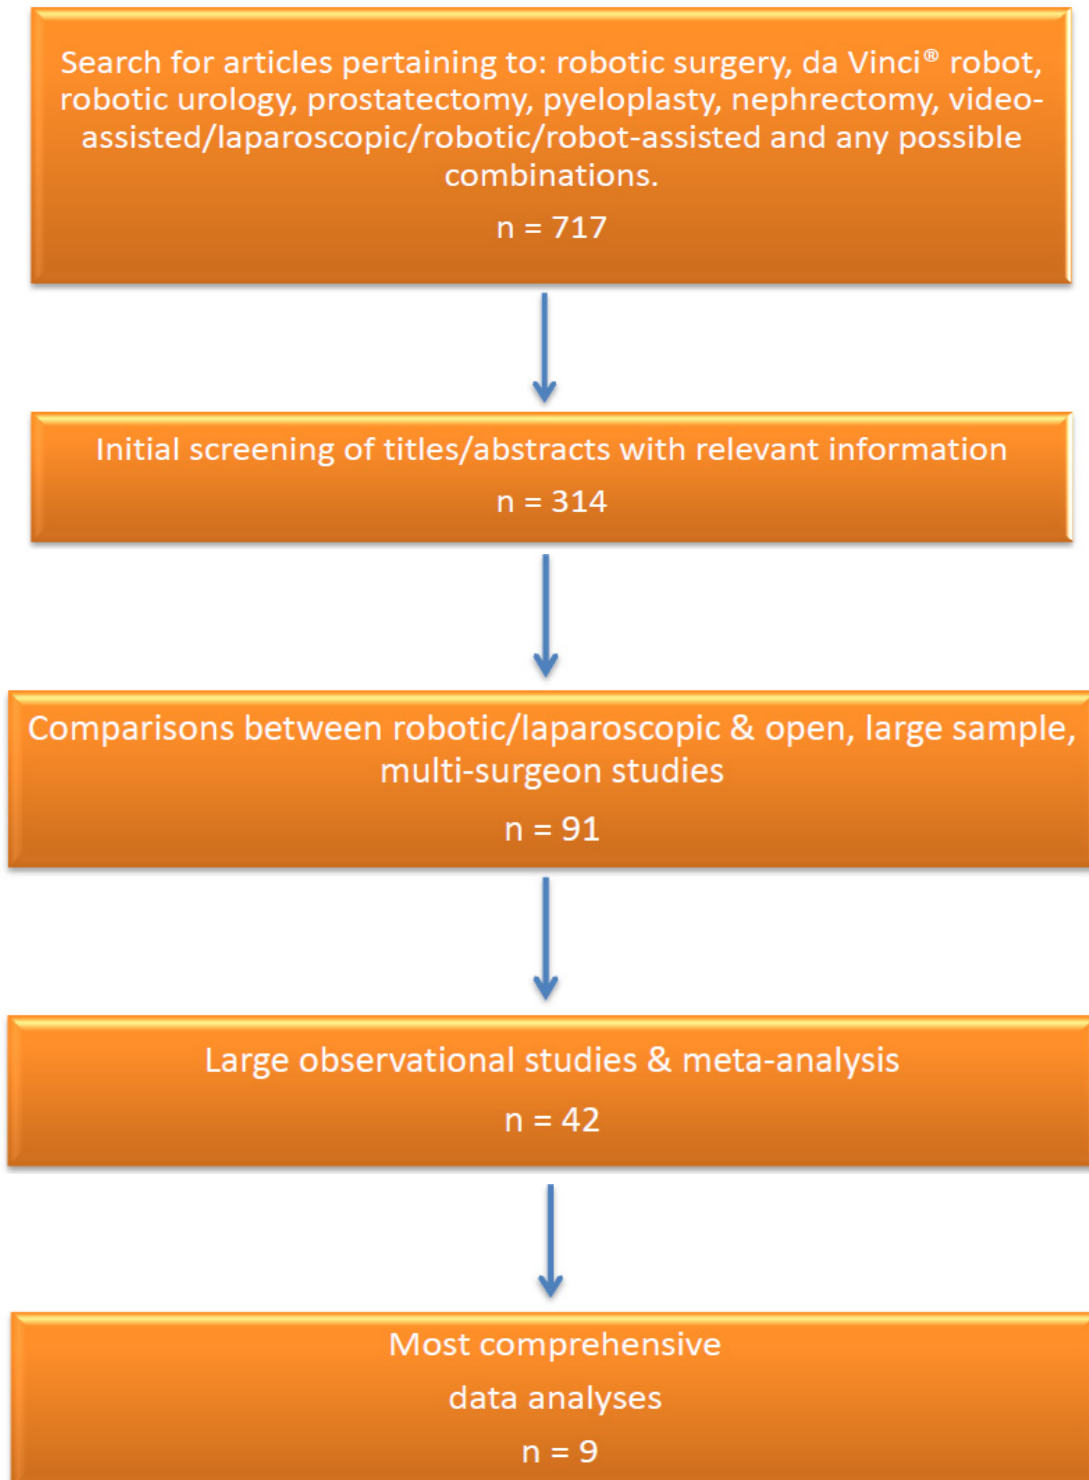 Search for articles pertaining to: robotic surgery, da Vinci® robot,
robotic urology, prostatectomy, pyeloplasty, nephrectomy, video-
assisted/laparoscopic/robotic/robot-assisted and any possible
combinations.
n = 717
Initial screening of titles/abstracts with relevant information
n = 314
Comparisons between robotic/laparoscopic & open, large sample,
multi-surgeon studies
n = 91
Large observational studies & meta-analysis
n = 42
Most comprehensive
data analyses
n = 9